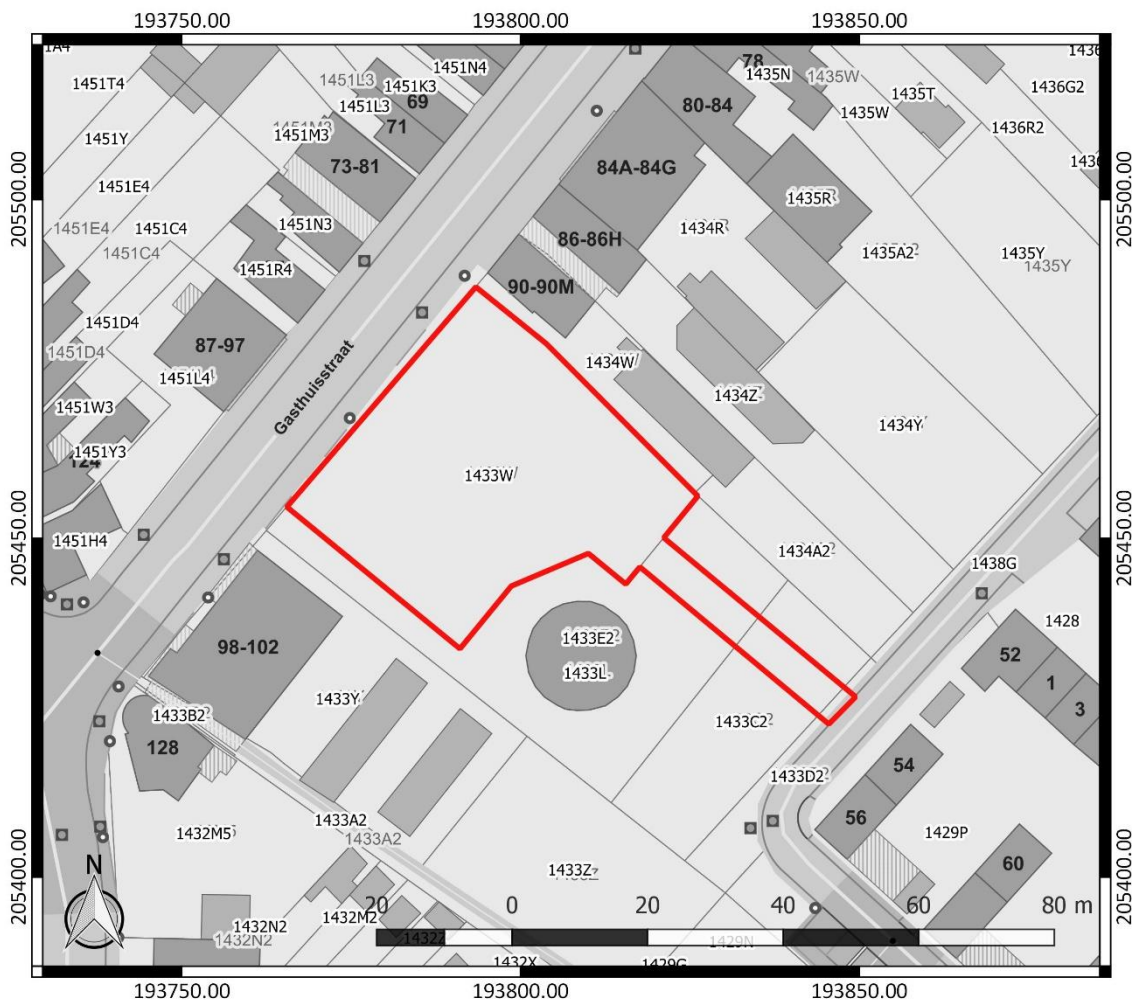 193750.00
193800.00
193850.00
205500.00
205450.00
205400.00
205500.00
205450.00
205400.00
1A4
1451T4
1451Y
1451E4
1451E4
1451C4
1451C4
1451D4
1451D4
1451W3
1451Y3
124
1451H4
1451L3
1451L3
1451K3
1451N4
69
71
1451M3
73-81
1451N3
1451R4
87-97
1451L4
Gasthuisstraat
78
1435N
1435W
1435W
1435T
1436R2
1436G2
80-84
84A-84G
1435R
1434R
1435A2
1435Y
1435Y
86-86H
90-90M
1434W
1434Z
1434Y
1433W
1434A2
1438G
1428
52
1
3
1433E2
1433L
1433C2
1433D2
54
56
1429P
60
98-102
1433Y
1433B2
128
1433A2
1433A2
1432M5
1433Z
1432M2
1432N2
1432N2
1432X
1429N
1429G
N
20
0
20
40
60
80 m
193750.00
193800.00
193850.00